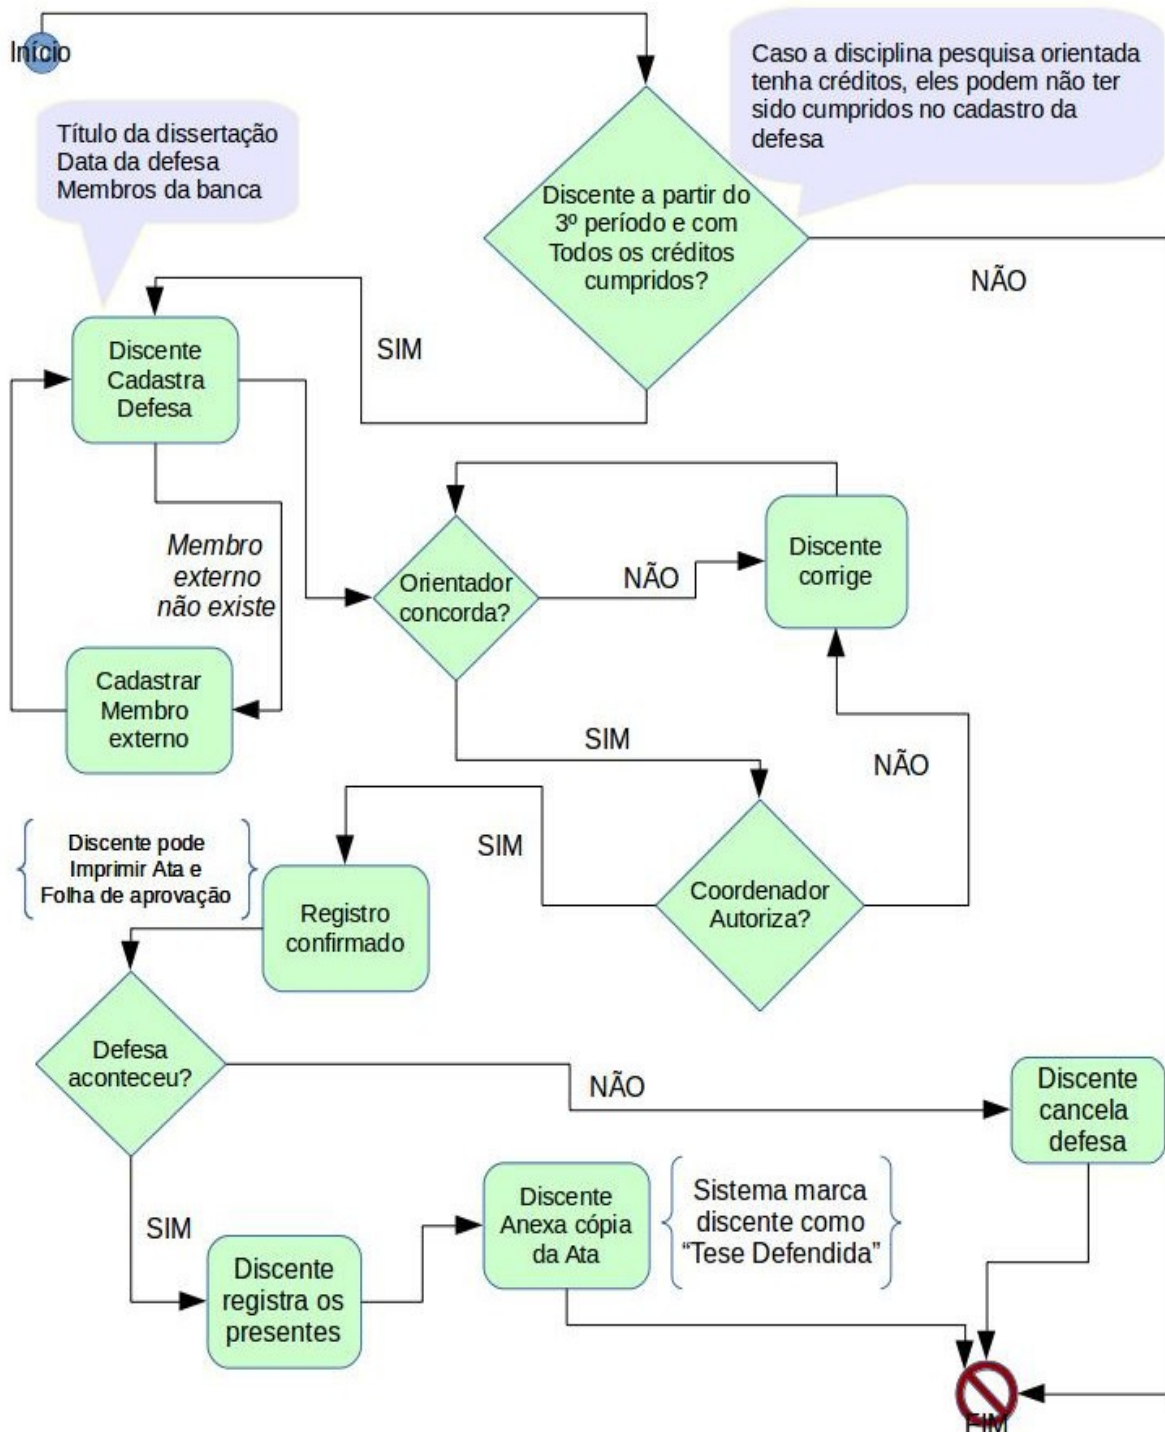 Início
Caso a disciplina pesquisa orientada
tenha créditos, eles podem não ter
sido cumpridos no cadastro da
defesa
Título da dissertação
Data da defesa
Membros da banca
Discente a partir do
3º período e com
Todos os créditos
cumpridos?
NÃO
SIM
Discente
Cadastra
Defesa
Membro
externo
não existe
Orientador
concorda?
NÃO
Discente
corrige
Cadastrar
Membro
externo
SIM
NÃO
Discente pode
Imprimir Ata e
Folha de aprovação
SIM
Coordenador
Autoriza?
Registro
confirmado
Defesa
aconteceu?
NÃO
Discente
cancela
defesa
SIM
Discente
registra os
presentes
Discente
Anexa cópia
da Ata
Sistema marca
discente como
“Tese Defendida”
FIM